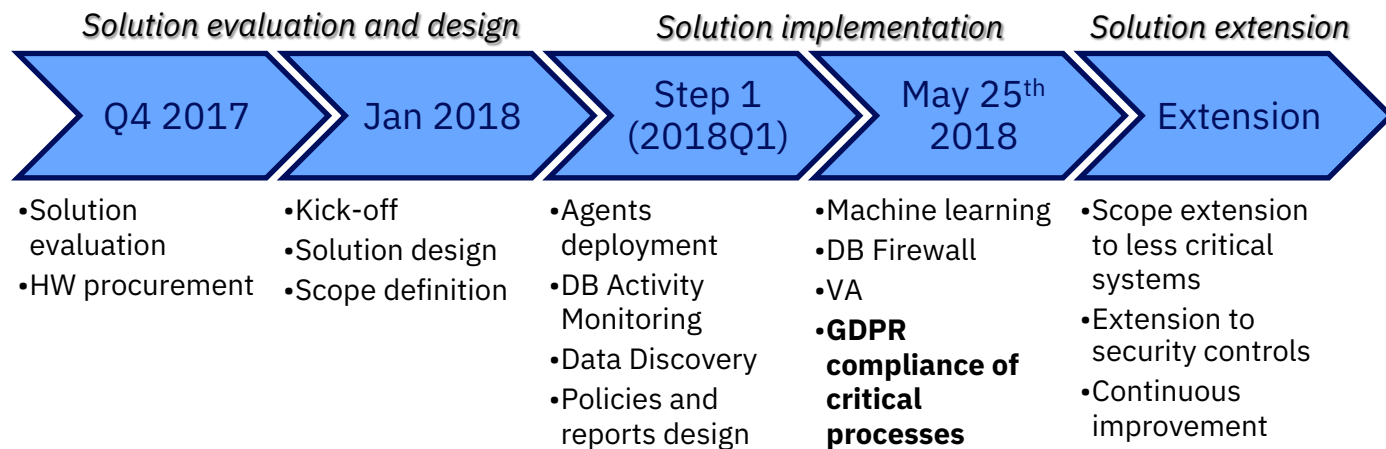 Solution evaluation and design
Solution implementation
Solution extension
Q4 2017
Jan 2018
Step 1
(2018Q1)
May 25th
2018
Extension
•Solution
evaluation
•HW procurement
•Kick-off
•Solution design
•Scope definition
•Agents
deployment
•DB Activity
Monitoring
•Data Discovery
•Policies and
reports design
•Machine learning
•DB Firewall
•VA
•GDPR
compliance of
critical
processes
•Scope extension
to less critical
systems
•Extension to
security controls
•Continuous
improvement